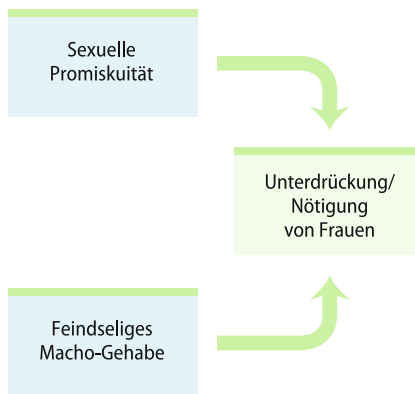 Sexuelle
Promiskuität
Unterdrückung/
Nötigung
von Frauen
Feindseliges
Macho-Gehabe